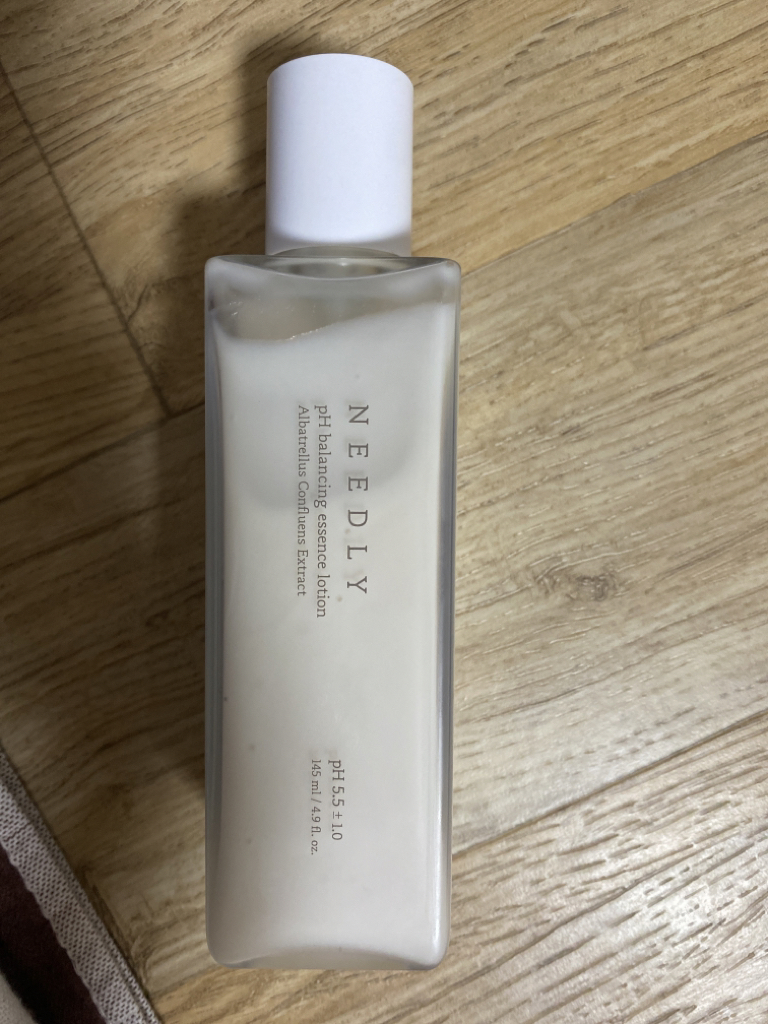 NEEDLY
pH balancing essence lotion
Albatrellus Confluens Extract
pH 5.5 ± 1.0
145 ml / 4.9 fl. oz.